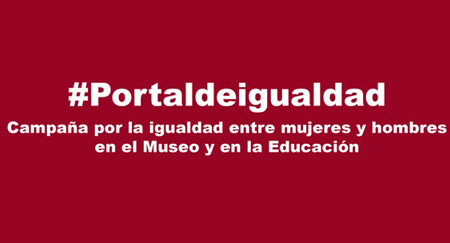 #Portaldeigualdad
Campaña por la igualdad entre mujeres y hombres
en el Museo y en la Educación